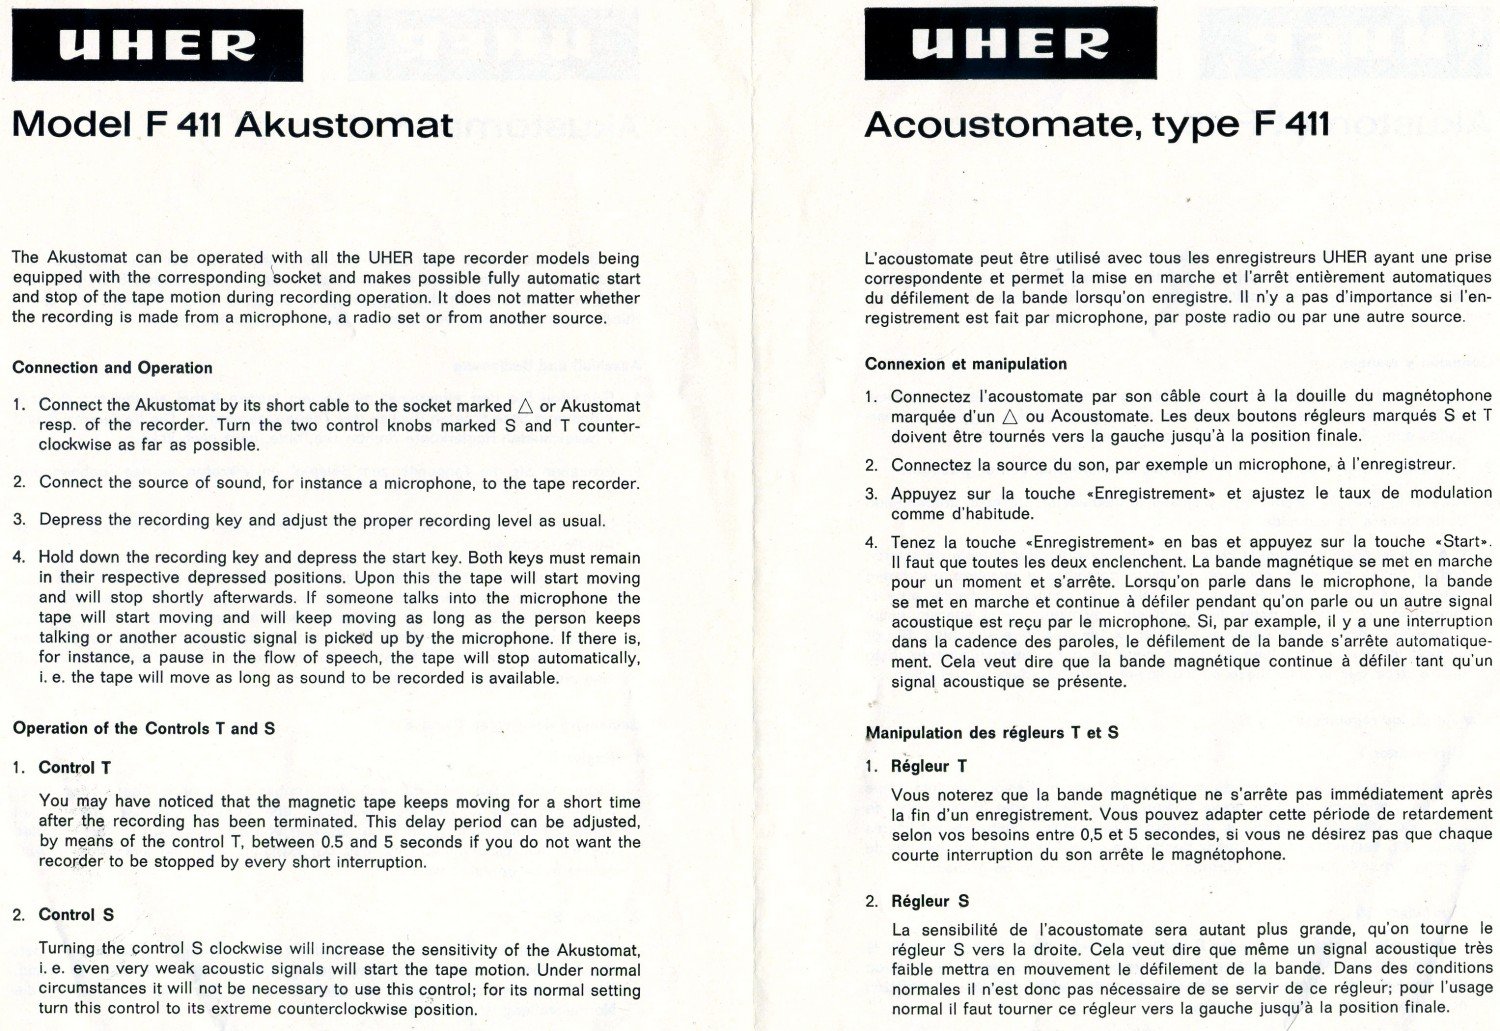 UHER
Model F 411 Akustomat
The Akustomat can be operated with all the UHER tape recorder models being
equipped with the corresponding socket and makes possible fully automatic start
and stop of the tape motion during recording operation. It does not matter whether
the recording is made from a microphone, a radio set or from another source.
Connection and Operation
1. Connect the Akustomat by its short cable to the socket marked △ or Akustomat
resp. of the recorder. Turn the two control knobs marked S and T counter-
clockwise as far as possible.
2. Connect the source of sound, for instance a microphone, to the tape recorder.
3. Depress the recording key and adjust the proper recording level as usual.
4. Hold down the recording key and depress the start key. Both keys must remain
in their respective depressed positions. Upon this the tape will start moving
and will stop shortly afterwards. If someone talks into the microphone the
tape will start moving and will keep moving as long as the person keeps
talking or another acoustic signal is picked up by the microphone. If there is,
for instance, a pause in the flow of speech, the tape will stop automatically,
i. e. the tape will move as long as sound to be recorded is available.
Operation of the Controls T and S
1. Control T
You may have noticed that the magnetic tape keeps moving for a short time
after the recording has been terminated. This delay period can be adjusted,
by means of the control T, between 0.5 and 5 seconds if you do not want the
recorder to be stopped by every short interruption.
2. Control S
Turning the control S clockwise will increase the sensitivity of the Akustomat,
i. e. even very weak acoustic signals will start the tape motion. Under normal
circumstances it will not be necessary to use this control; for its normal setting
turn this control to its extreme counterclockwise position.
UHER
Acoustomate, type F 411
L'acoustomate peut être utilisé avec tous les enregistreurs UHER ayant une prise
correspondente et permet la mise en marche et l'arrêt entièrement automatiques
du défilement de la bande lorsqu'on enregistre. Il n'y a pas d'importance si l'en-
registrement est fait par microphone, par poste radio ou par une autre source.
Connexion et manipulation
1. Connectez l'acoustomate par son câble court à la douille du magnétophone
marquée d'un △ ou Acoustomate. Les deux boutons régleurs marqués S et T
doivent être tournés vers la gauche jusqu'à la position finale.
2. Connectez la source du son, par exemple un microphone, à l'enregistreur.
3. Appuyez sur la touche «Enregistrement» et ajustez le taux de modulation
comme d'habitude.
4. Tenez la touche «Enregistrement» en bas et appuyez sur la touche «Start».
Il faut que toutes les deux enclenchent. La bande magnétique se met en marche
pour un moment et s'arrête. Lorsqu'on parle dans le microphone, la bande
se met en marche et continue à défiler pendant qu'on parle ou un autre signal
acoustique est reçu par le microphone. Si, par exemple, il y a une interruption
dans la cadence des paroles, le défilement de la bande s'arrête automatique-
ment. Cela veut dire que la bande magnétique continue à défiler tant qu'un
signal acoustique se présente.
Manipulation des régleurs T et S
1. Régleur T
Vous noterez que la bande magnétique ne s'arrête pas immédiatement après
la fin d'un enregistrement. Vous pouvez adapter cette période de retardement
selon vos besoins entre 0,5 et 5 secondes, si vous ne désirez pas que chaque
courte interruption du son arrête le magnétophone.
2. Régleur S
La sensibilité de l'acoustomate sera autant plus grande, qu'on tourne le
régleur S vers la droite. Cela veut dire que même un signal acoustique très
faible mettra en mouvement le défilement de la bande. Dans des conditions
normales il n'est donc pas nécessaire de se servir de ce régleur; pour l'usage
normal il faut tourner ce régleur vers la gauche jusqu'à la position finale.